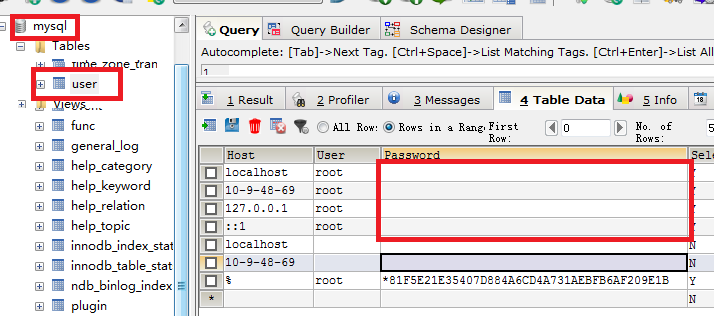 mysql
Tables
time_zone_tran
user
Views
func
general_log
help_category
help_keyword
help_relation
help_topic
innodb_index_stat
innodb_table_stat
ndb_binlog_index
plugin
Query Query Builder Schema Designer
Autocomplete: [Tab]->Next Tag. [Ctrl+Space]->List Matching Tags. [Ctrl+Enter]->List All
1
1 Result 2 Profiler 3 Messages 4 Table Data 5 Info
All Row: Rows in a Range First Row: 0 No. of Rows: 5
Host User Password Sel
localhost root Y
10-9-48-69 root Y
127.0.0.1 root Y
::1 root Y
localhost N
10-9-48-69 N
% root *81F5E21E35407D884A6CD4A731AEBFB6AF209E1B Y
* N